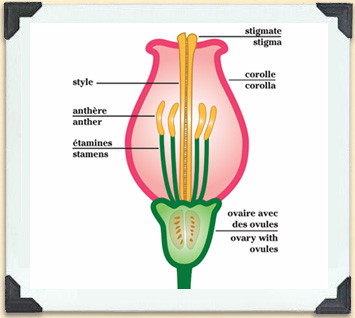 stigmate
stigma
style
corolle
corolla
anthère
anther
étamines
stamens
ovaire avec
des ovules
ovary with
ovules